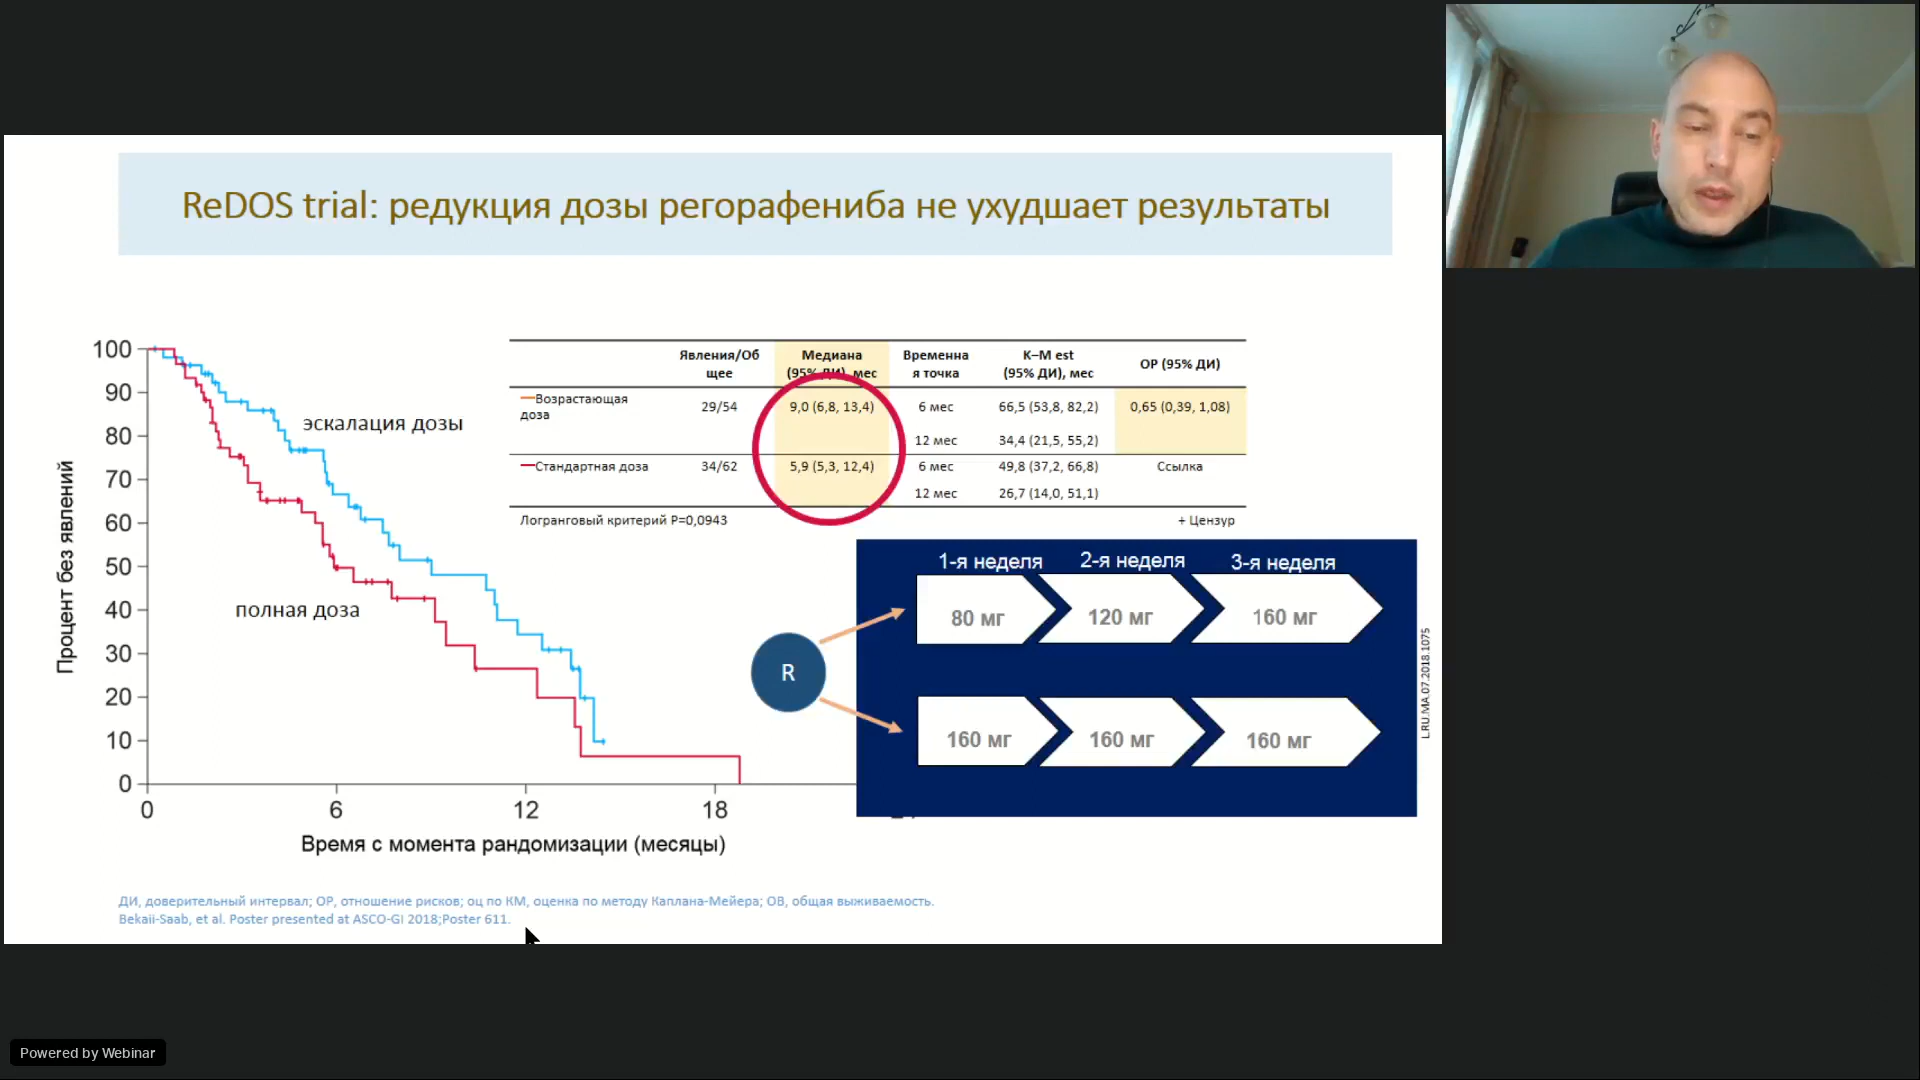 ReDOS trial: редукция дозы регорафениба не ухудшает результаты
Процент без явлений
100
90
80
70
60
50
40
30
20
10
0
эскалация дозы
полная доза
0 6 12 18
Время с момента рандомизации (месяцы)
Явления/Об
щее
Медиана
(95% ДИ), мес
Временна
я точка
K–M est
(95% ДИ), мес
ОР (95% ДИ)
Возрастающая
доза
29/54 9,0 (6,8, 13,4) 6 мес 66,5 (53,8, 82,2) 0,65 (0,39, 1,08)
12 мес 34,4 (21,5, 55,2)
Стандартная доза 34/62 5,9 (5,3, 12,4) 6 мес 49,8 (37,2, 66,8) Ссылка
12 мес 26,7 (14,0, 51,1)
Логранговый критерий P=0,0943 + Цензур
1-я неделя 2-я неделя 3-я неделя
80 мг 120 мг 160 мг
R
160 мг 160 мг 160 мг
L.RU.MA.07.2018.1075
ДИ, доверительный интервал; ОР, отношение рисков; оц по КМ, оценка по методу Каплана-Мейера; ОВ, общая выживаемость.
Bekaii-Saab, et al. Poster presented at ASCO-GI 2018;Poster 611.
Powered by Webinar